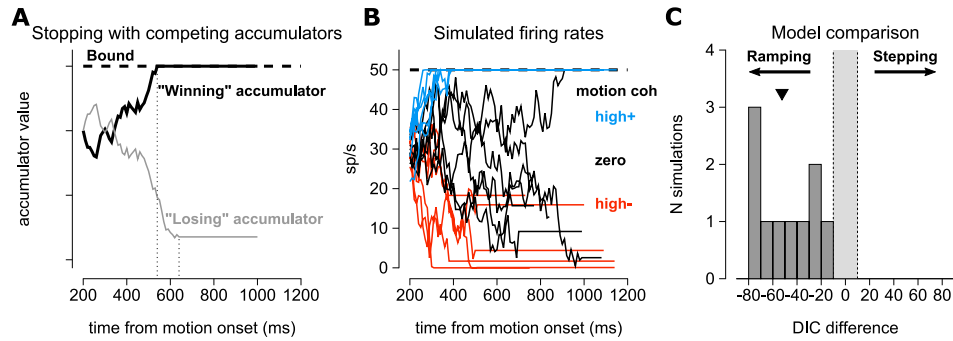 A
Stopping with competing accumulators
Bound
"Winning" accumulator
"Losing" accumulator
accumulator value
200 400 600 800 1000 1200
time from motion onset (ms)
B
Simulated firing rates
50
40
30
20
10
0
sp/s
motion coh
high+
zero
high-
200 400 600 800 1000 1200
time from motion onset (ms)
C
Model comparison
Ramping
Stepping
4
3
2
1
0
N simulations
-80 -60 -40 -20 0 20 40 60 80
DIC difference